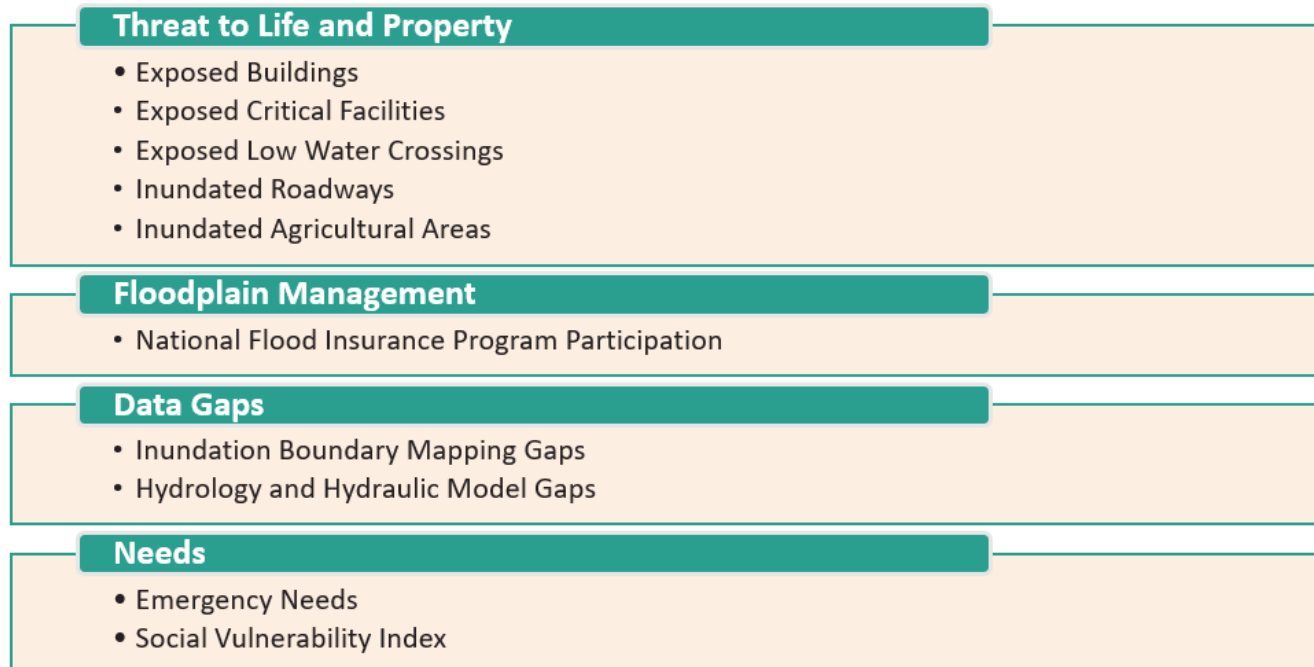 Threat to Life and Property
• Exposed Buildings
• Exposed Critical Facilities
• Exposed Low Water Crossings
• Inundated Roadways
• Inundated Agricultural Areas
Floodplain Management
• National Flood Insurance Program Participation
Data Gaps
• Inundation Boundary Mapping Gaps
• Hydrology and Hydraulic Model Gaps
Needs
• Emergency Needs
• Social Vulnerability Index